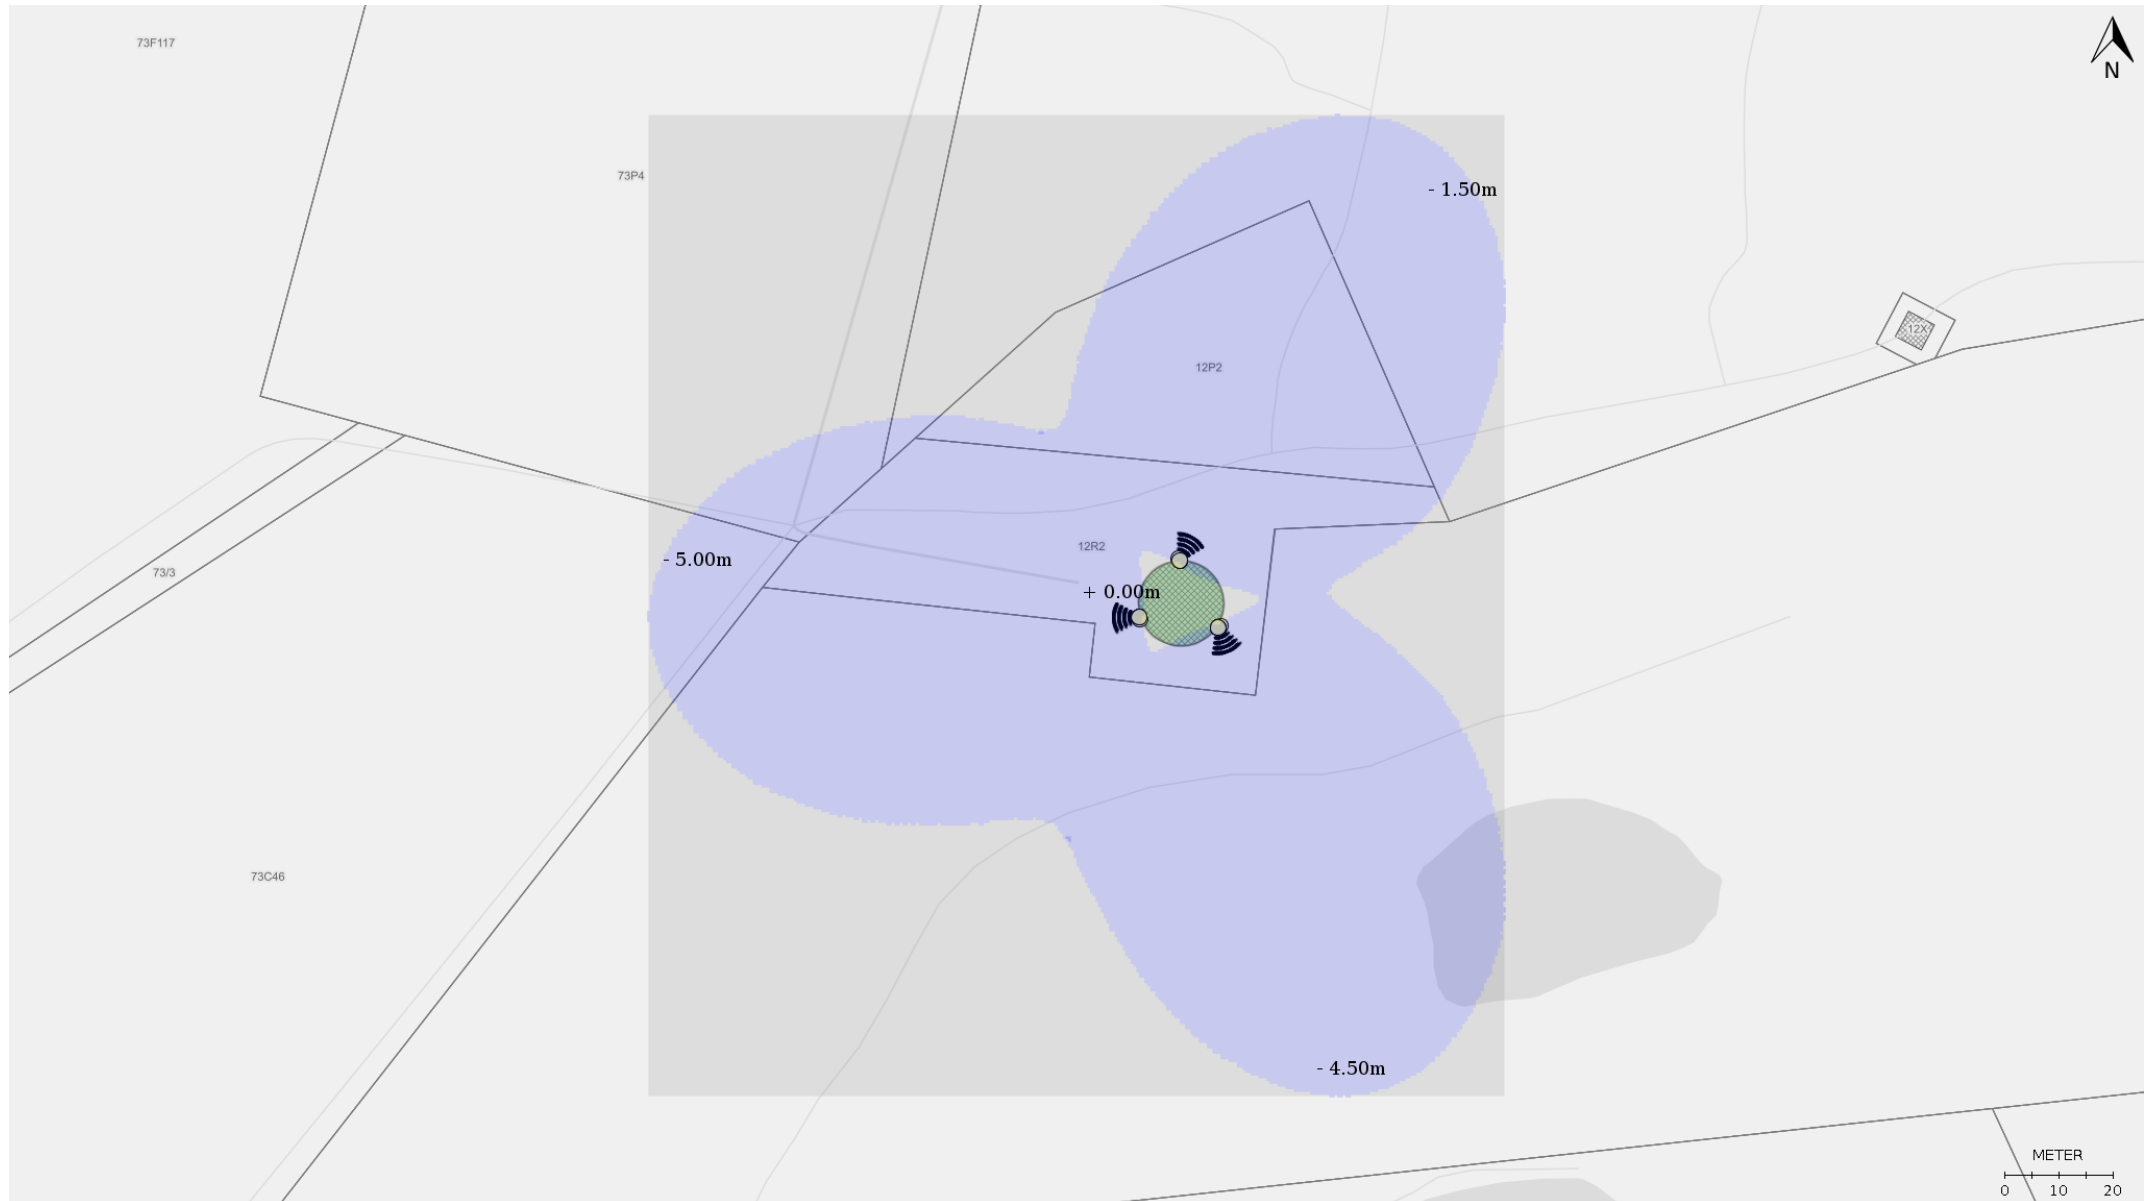 73F117
N
73P4
- 1.50m
12X
12P2
12R2
- 5.00m
73/3
+ 0.00m
73C46
- 4.50m
METER
0 10 20